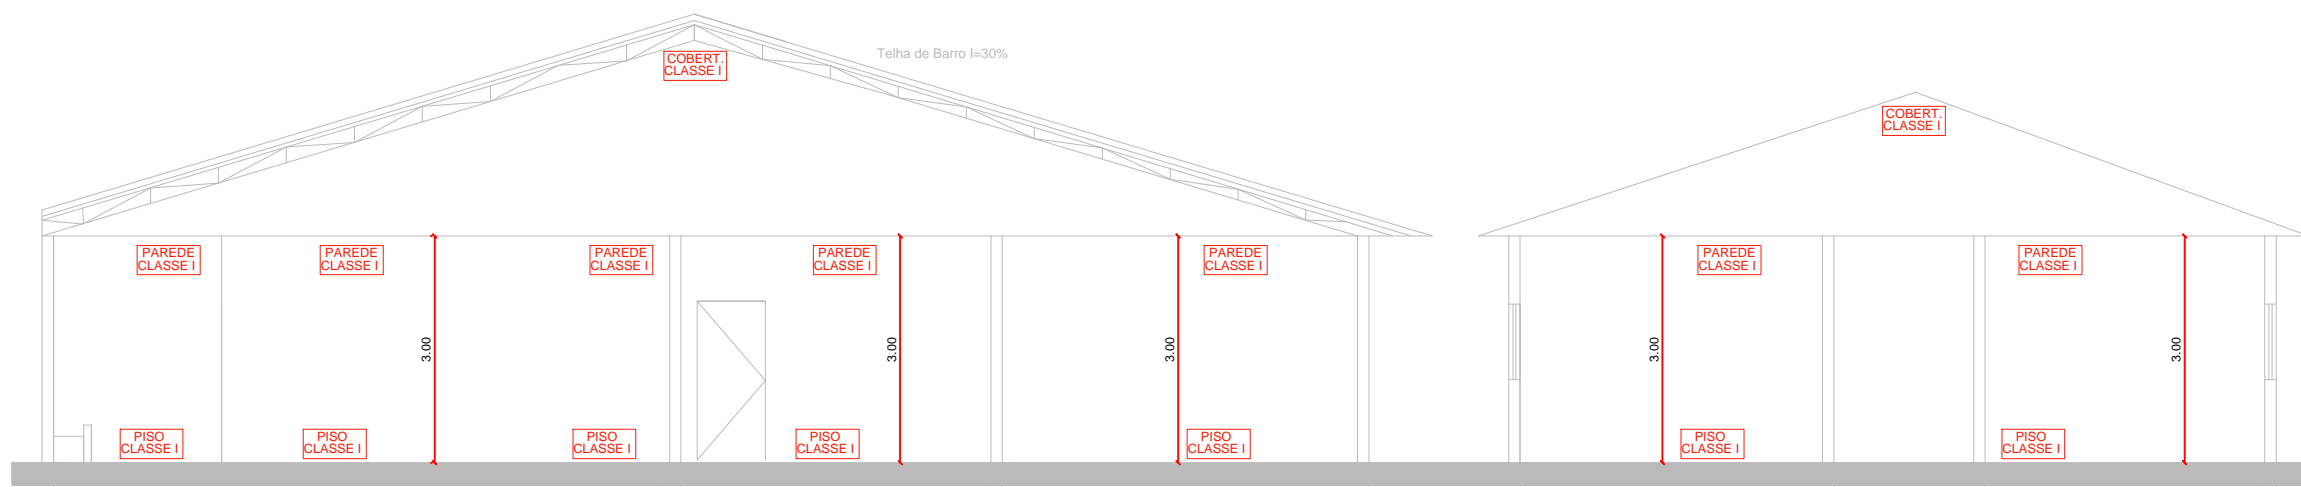 Telha de Barro I=30%
COBERT.
CLASSE I
COBERT.
CLASSE I
PAREDE
CLASSE I
PAREDE
CLASSE I
PAREDE
CLASSE I
PAREDE
CLASSE I
PAREDE
CLASSE I
PAREDE
CLASSE I
PAREDE
CLASSE I
3.00
3.00
3.00
3.00
3.00
PISO
CLASSE I
PISO
CLASSE I
PISO
CLASSE I
PISO
CLASSE I
PISO
CLASSE I
PISO
CLASSE I
PISO
CLASSE I